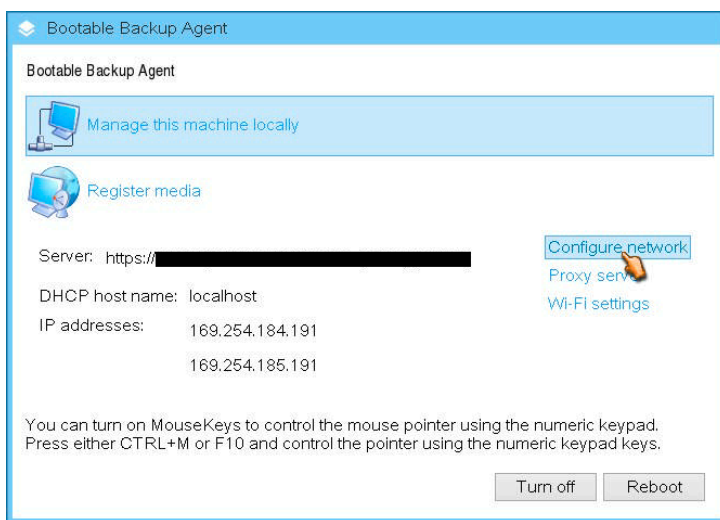 Bootable Backup Agent
Bootable Backup Agent
Manage this machine locally
Register media
Server: https://
Configure network
Proxy
Wi-Fi settings
DHCP host name: localhost
IP addresses: 169.254.184.191
169.254.185.191
You can turn on MouseKeys to control the mouse pointer using the numeric keypad.
Press either CTRL+M or F10 and control the pointer using the numeric keypad keys.
Turn off Reboot